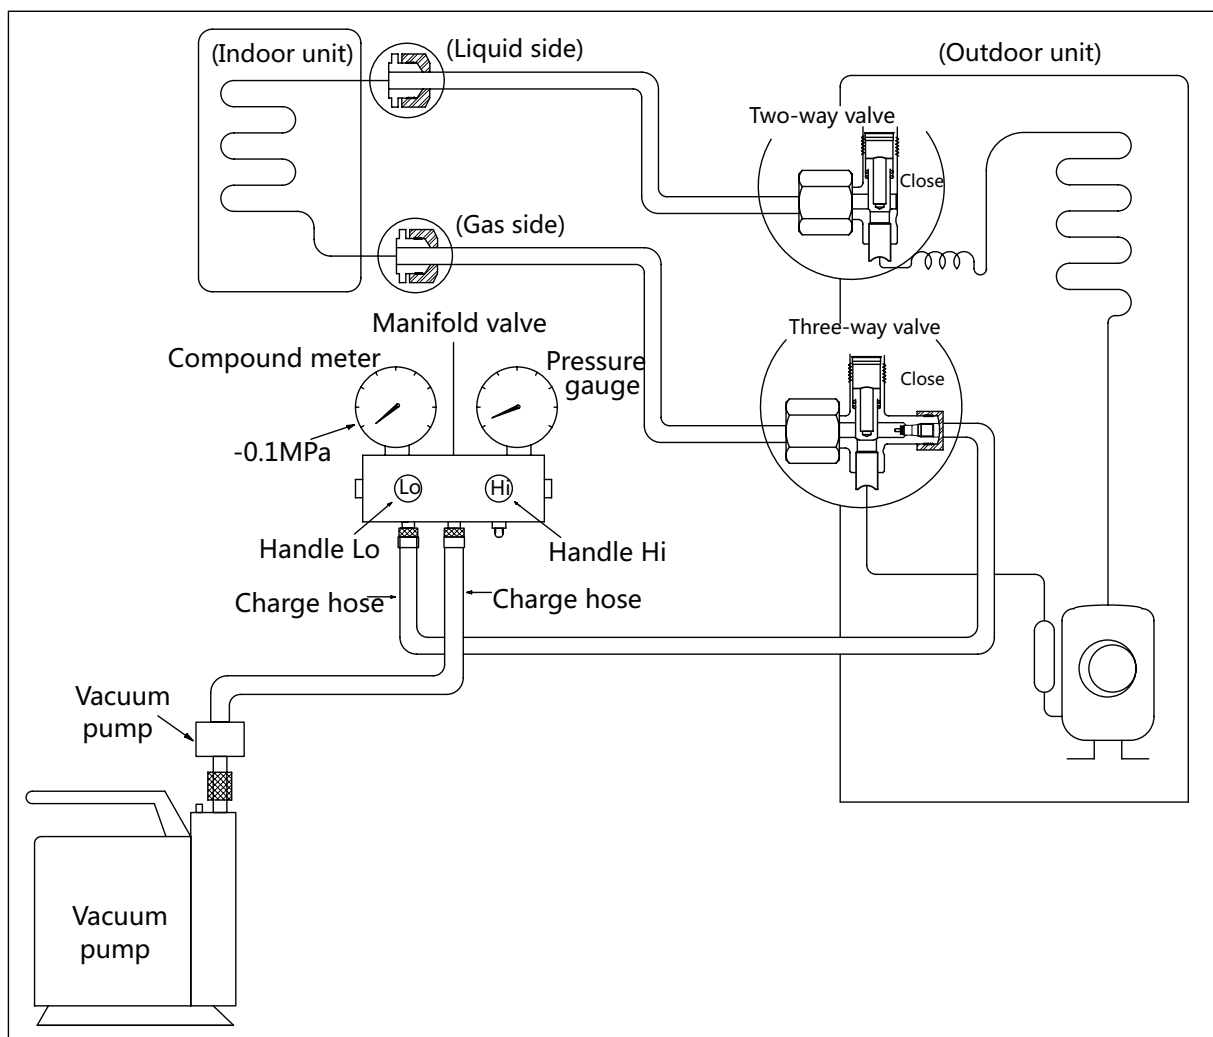 (Indoor unit)
(Liquid side)
(Outdoor unit)
Two-way valve
Close
(Gas side)
Manifold valve
Three-way valve
Compound meter
Pressure
gauge
Close
-0.1MPa
Lo
Hi
Handle Lo
Handle Hi
Charge hose
Charge hose
Vacuum
pump
Vacuum
pump